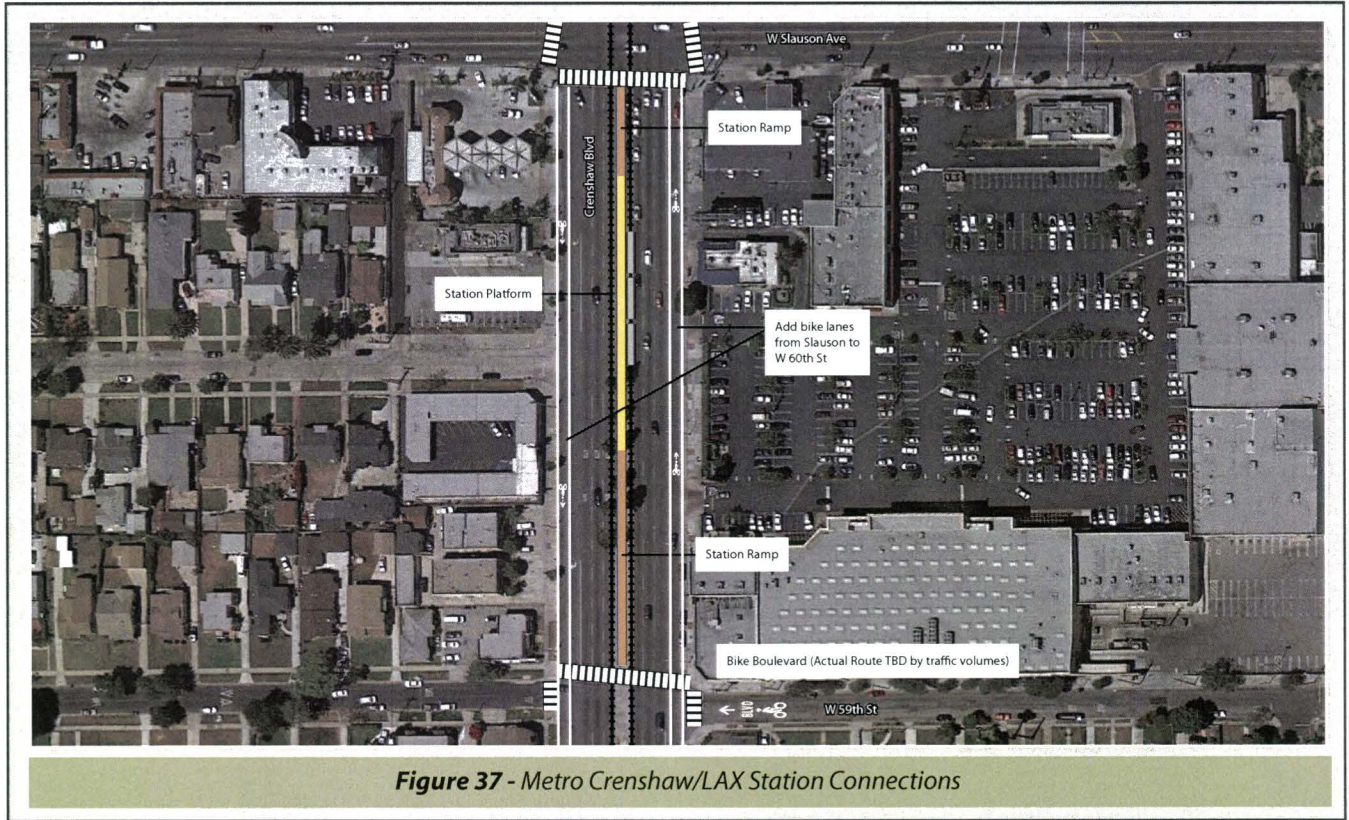 W Slauson Ave
Station Ramp
Crenshaw Blvd
Station Platform
Add bike lanes
from Slauson to
W 60th St
Station Ramp
Bike Boulevard (Actual Route TBD by traffic volumes)
BLVD
W 59th St
Figure 37 - Metro Crenshaw/LAX Station Connections